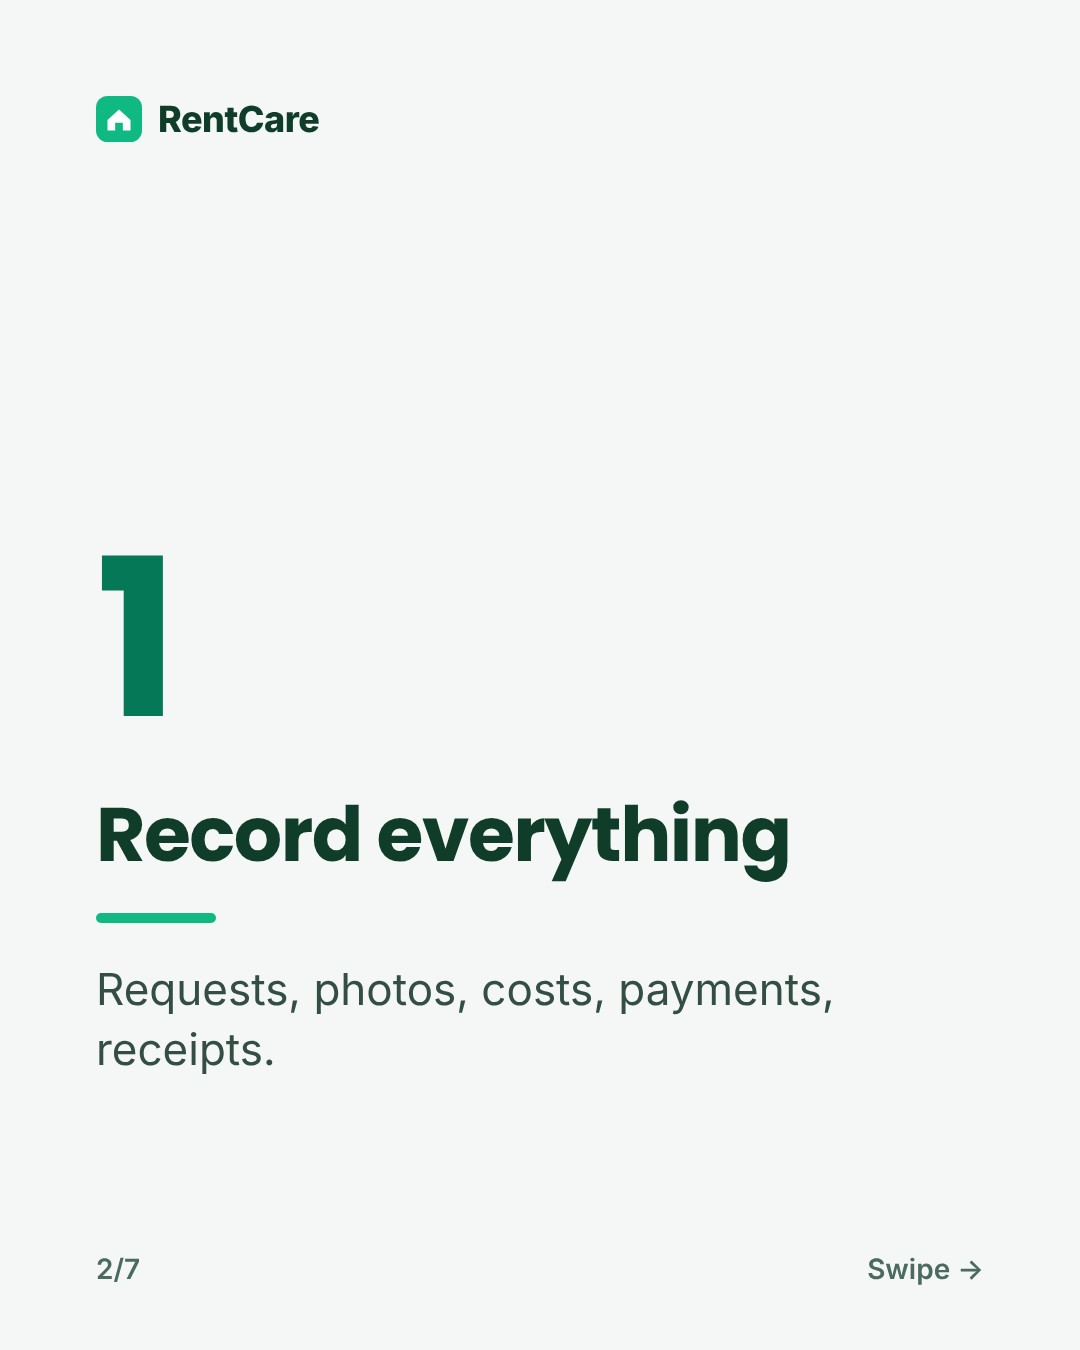 RentCare
1
Record everything
Requests, photos, costs, payments,
receipts.
2/7
Swipe →